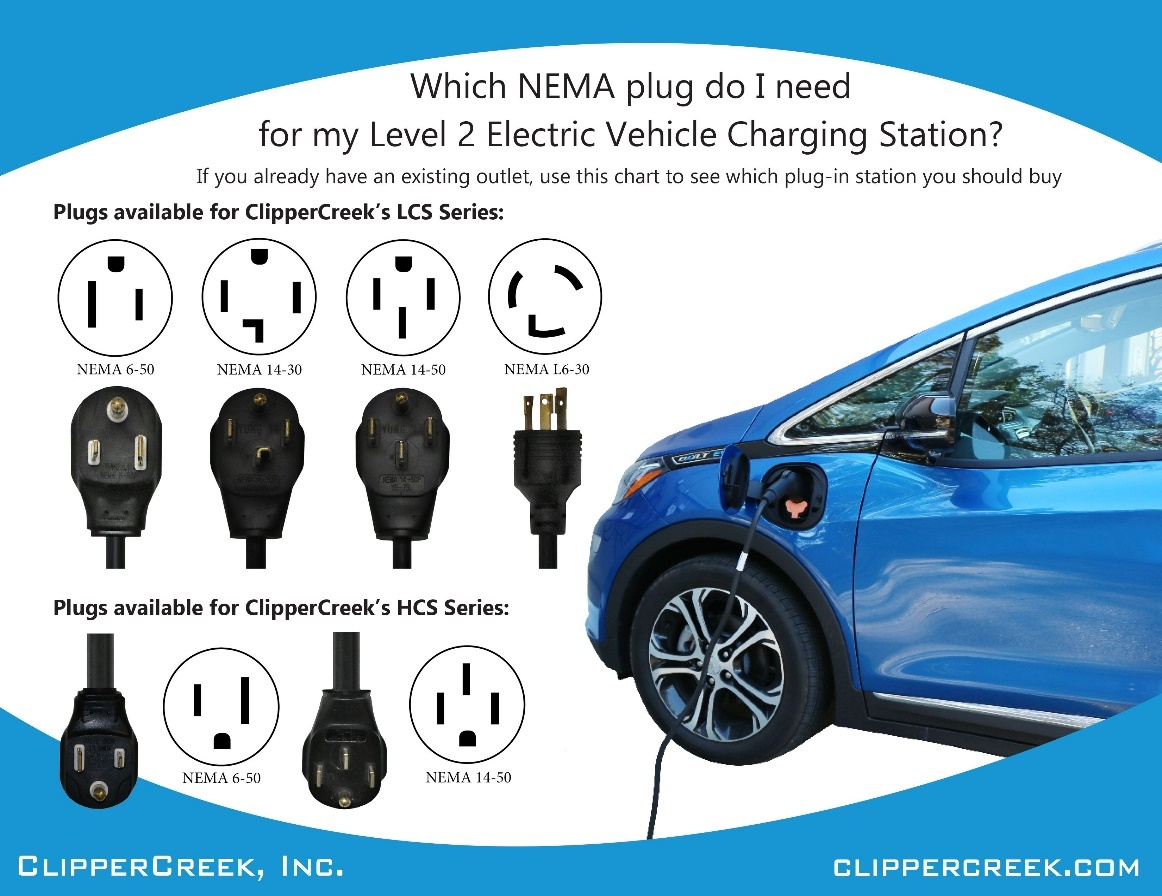 Which NEMA plug do I need
for my Level 2 Electric Vehicle Charging Station?
If you already have an existing outlet, use this chart to see which plug-in station you should buy
Plugs available for ClipperCreek's LCS Series:
NEMA 6-50
NEMA 14-30
NEMA 14-50
NEMA L6-30
Plugs available for ClipperCreek's HCS Series:
NEMA 6-50
NEMA 14-50
CLIPPERCREEK, INC.
CLIPPERCREEK.COM